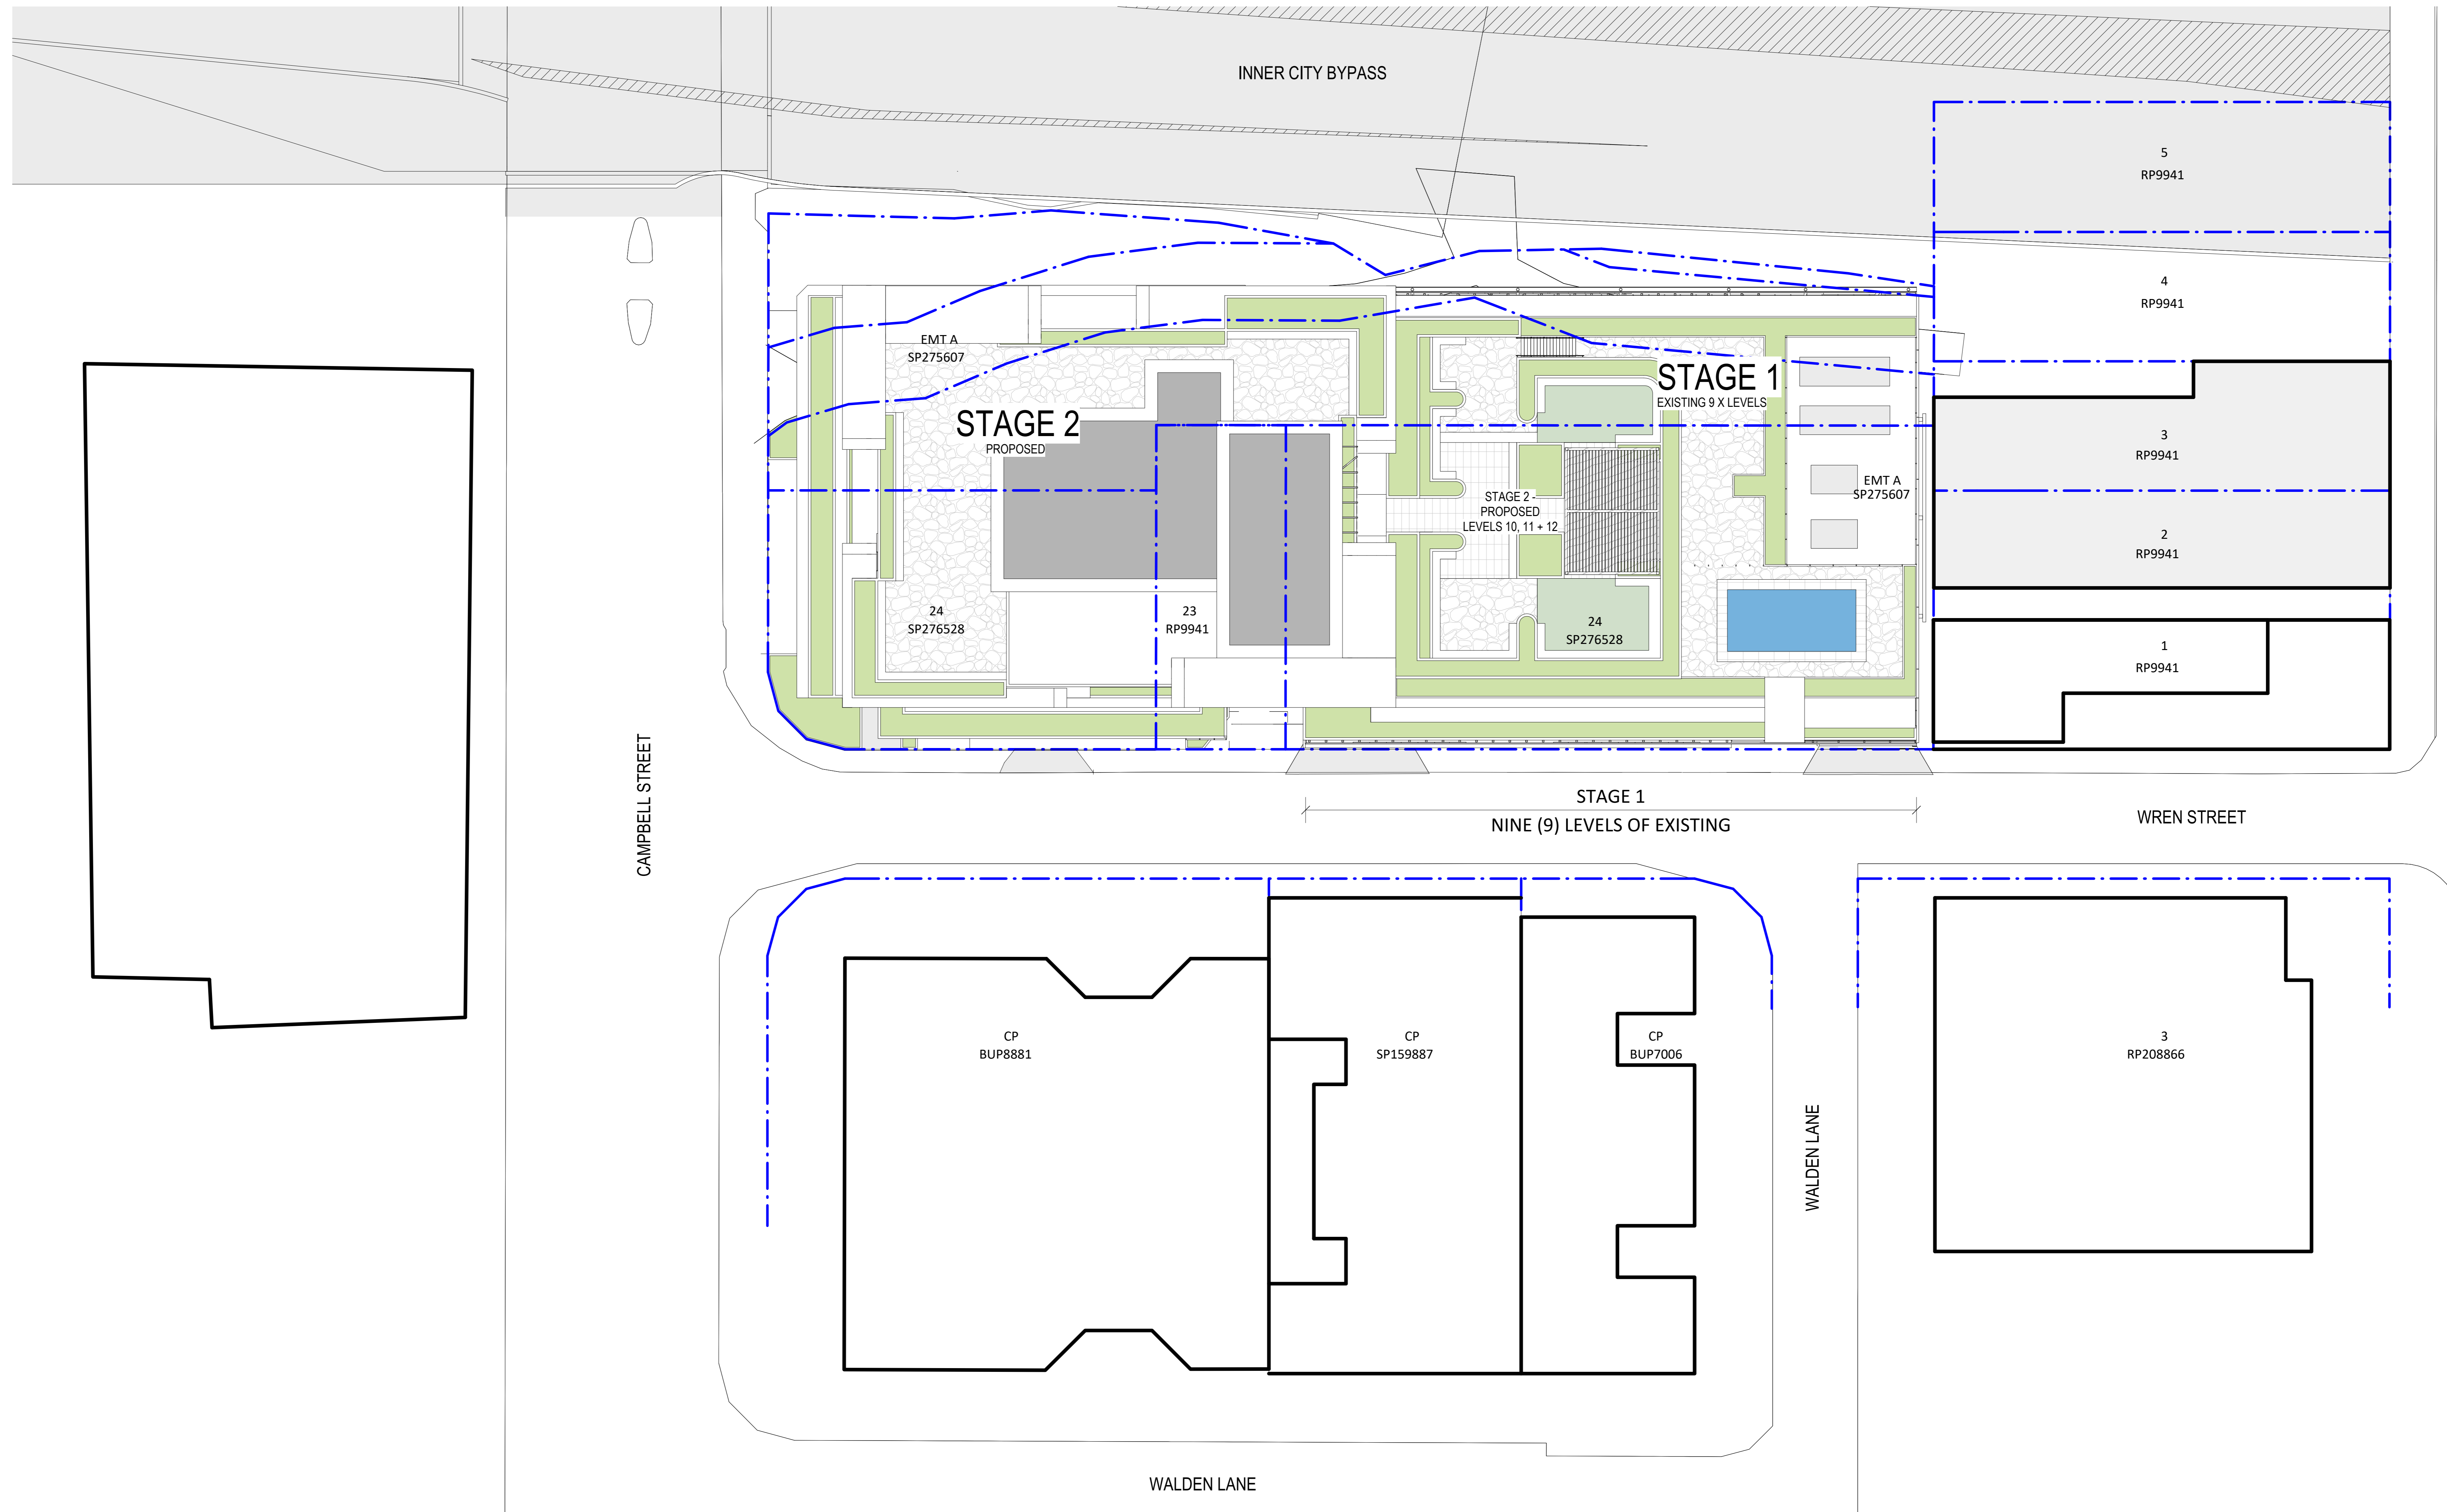 INNER CITY BYPASS
5
RP9941
4
RP9941
EMT A
SP275607
STAGE 2
PROPOSED
STAGE 1
EXISTING 9 X LEVELS
3
RP9941
EMT A
SP275607
STAGE 2 -
PROPOSED
LEVELS 10, 11 + 12
2
RP9941
24
SP276528
23
RP9941
24
SP276528
1
RP9941
CAMPBELL STREET
STAGE 1
NINE (9) LEVELS OF EXISTING
WREN STREET
CP
BUP8881
CP
SP159887
CP
BUP7006
3
RP208866
WALDEN LANE
WALDEN LANE